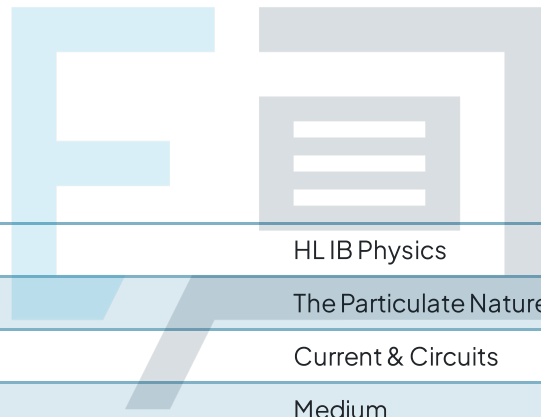 HL IB Physics
The Particulate Nature
Current & Circuits
Medium